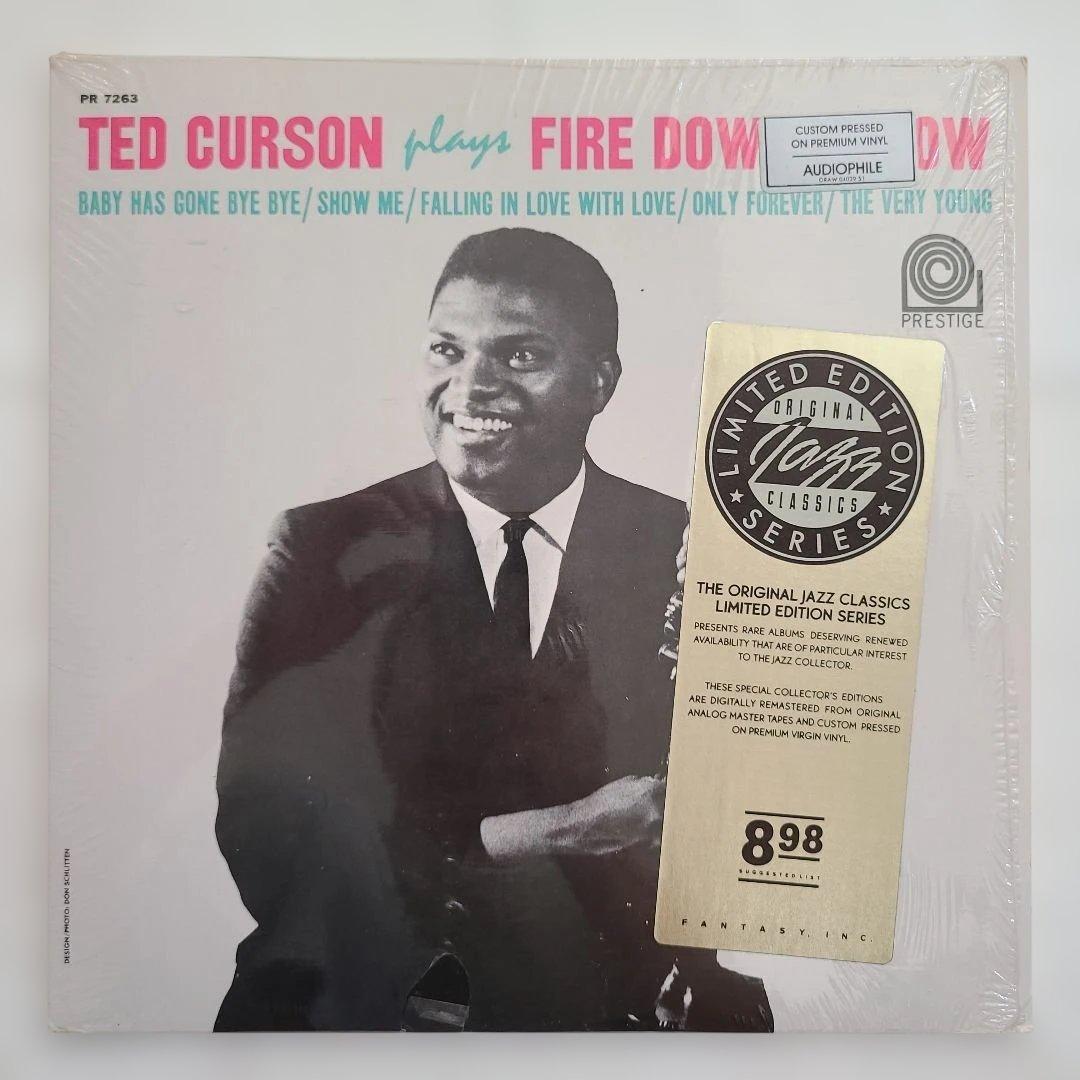 PR 7263
TED CURSON plays FIRE DOW OW
CUSTOM PRESSED
ON PREMIUM VINYL
AUDIOPHILE
BABY HAS GONE BYE BYE/SHOW ME/FALLING IN LOVE WITH LOVE/ONLY FOREVER/THE VERY YOUNG
PRESTIGE
LIMITED EDITION
ORIGINAL
Jazz
CLASSICS
SERIES
THE ORIGINAL JAZZ CLASSICS
LIMITED EDITION SERIES
PRESENTS RARE ALBUMS DESERVING RENEWED
AVAILABILITY THAT ARE OF PARTICULAR INTEREST
TO THE JAZZ COLLECTOR.
THESE SPECIAL COLLECTOR'S EDITIONS
ARE DIGITALLY REMASTERED FROM ORIGINAL
ANALOG MASTER TAPES AND CUSTOM PRESSED
ON PREMIUM VIRGIN VINYL.
898
SUGGESTED LIST
FANTASY, INC.
DESIGN/PHOTO: DON SCHLITTEN